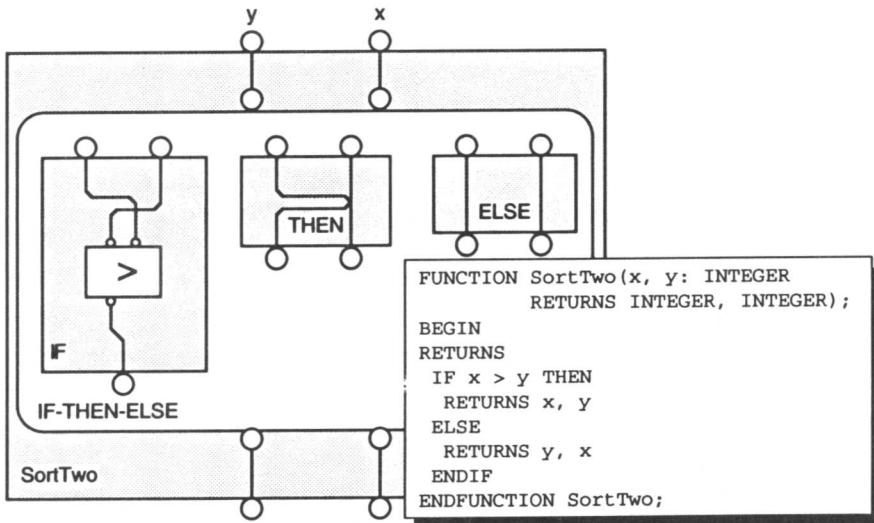 y x
THEN
ELSE
>
IF
IF-THEN-ELSE
SortTwo
FUNCTION SortTwo(x, y: INTEGER
RETURNS INTEGER, INTEGER);
BEGIN
RETURNS
IF x > y THEN
RETURNS x, y
ELSE
RETURNS y, x
ENDIF
ENDFUNCTION SortTwo;